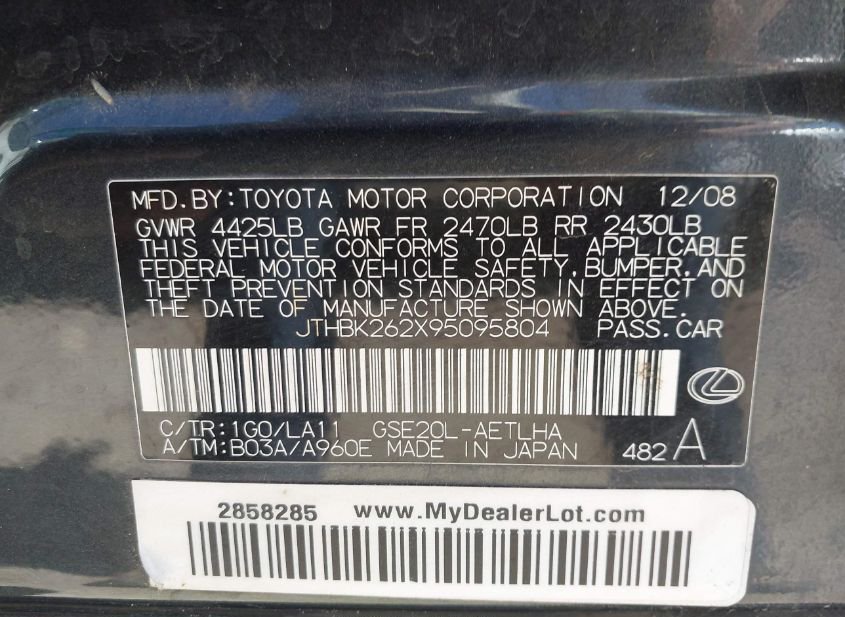 MFD.BY:TOYOTA MOTOR CORPORATION 12/08
GVWR 4425LB GAWR FR 2470LB RR 2430LB
THIS VEHICLE CONFORMS TO ALL APPLICABLE
FEDERAL MOTOR VEHICLE SAFETY,BUMPER,AND
THEFT PREVENTION STANDARDS IN EFFECT ON
THE DATE OF MANUFACTURE SHOWN ABOVE.
JTHBK262X95095804 PASS.CAR
C/TR:1G0/LA11 GSE20L-AETLHA
A/TM:B03A/A960E MADE IN JAPAN 482 A
2858285 www.MyDealerLot.com